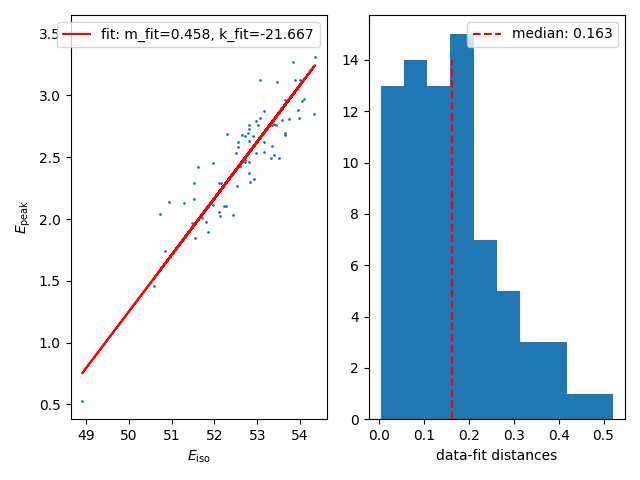 fit: m_fit=0.458, k_fit=-21.667
3.5
3.0
2.5
2.0
1.5
1.0
0.5
49 50 51 52 53 54
E_iso
E_peak
median: 0.163
14
12
10
8
6
4
2
0
0.0 0.1 0.2 0.3 0.4 0.5
data-fit distances